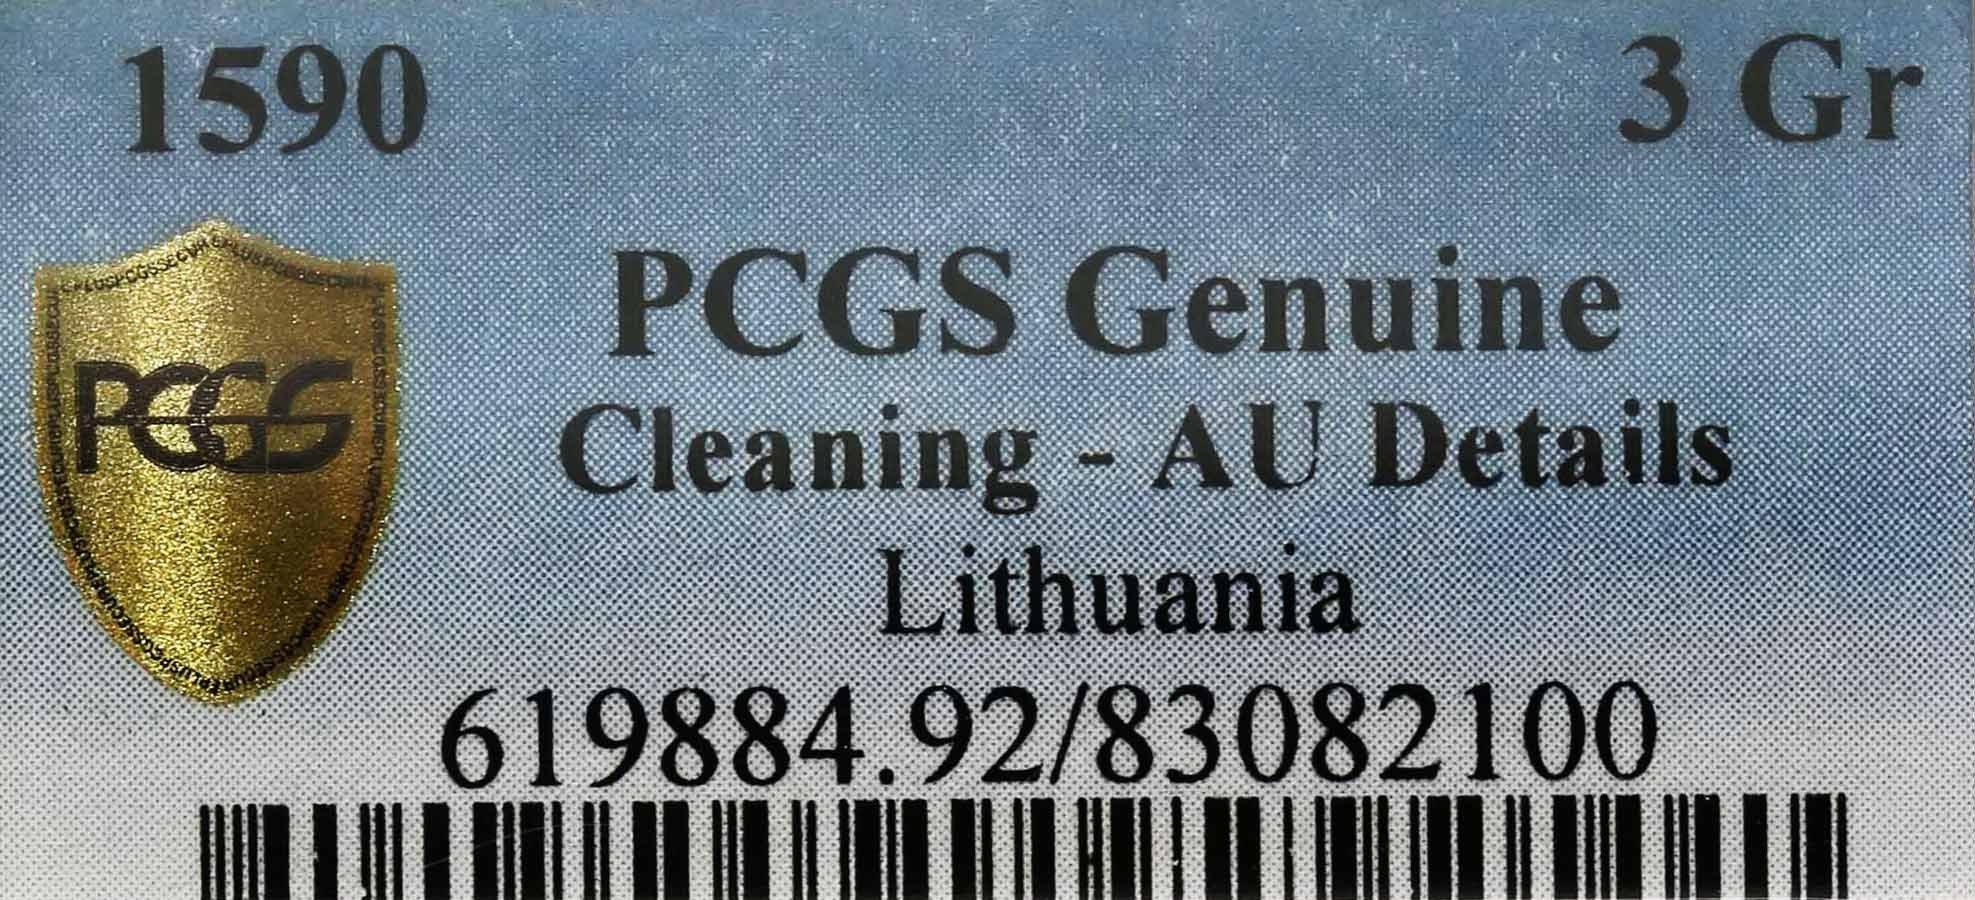 1590 3 Gr
PCGS Genuine
PCGS
Cleaning - AU Details
Lithuania
619884.92/83082100